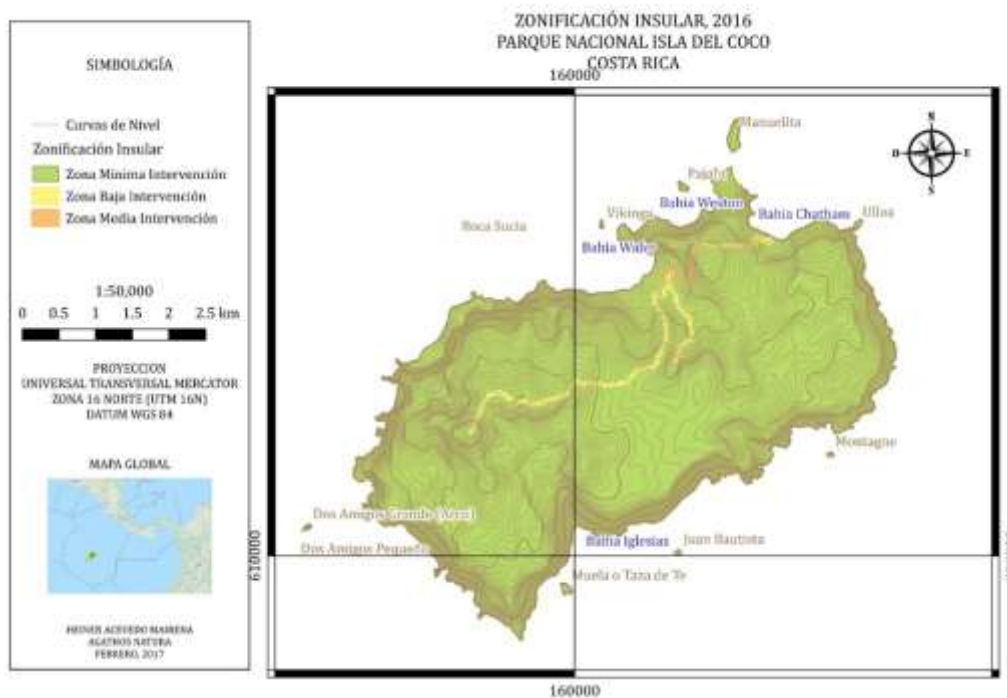 ZONIFICACIÓN INSULAR, 2016
PARQUE NACIONAL ISLA DEL COCO
COSTA RICA
SIMBOLOGÍA
Curvas de Nivel
Zonificación Insular
Zona Mínima Intervención
Zona Baja Intervención
Zona Media Intervención
1:50,000
0 0.5 1 1.5 2 2.5 km
PROYECCION
UNIVERSAL TRANSVERSAL MERCATOR
ZONA 16 NORTE (UTM 16N)
DATUM WGS 84
MAPA GLOBAL
AGATHOS NATURA
FEBRERO, 2017
160000
N
O E
S
Manuelita
Bahía Weston
Bahía Chatham
Ulloa
Roca Sucia
Bahía Wafer
Montagne
Dos Amigos Grande
Dos Amigos Pequeño
Bahía Iglesias
Juan Bautista
Muela o Taza de Te
610000
160000